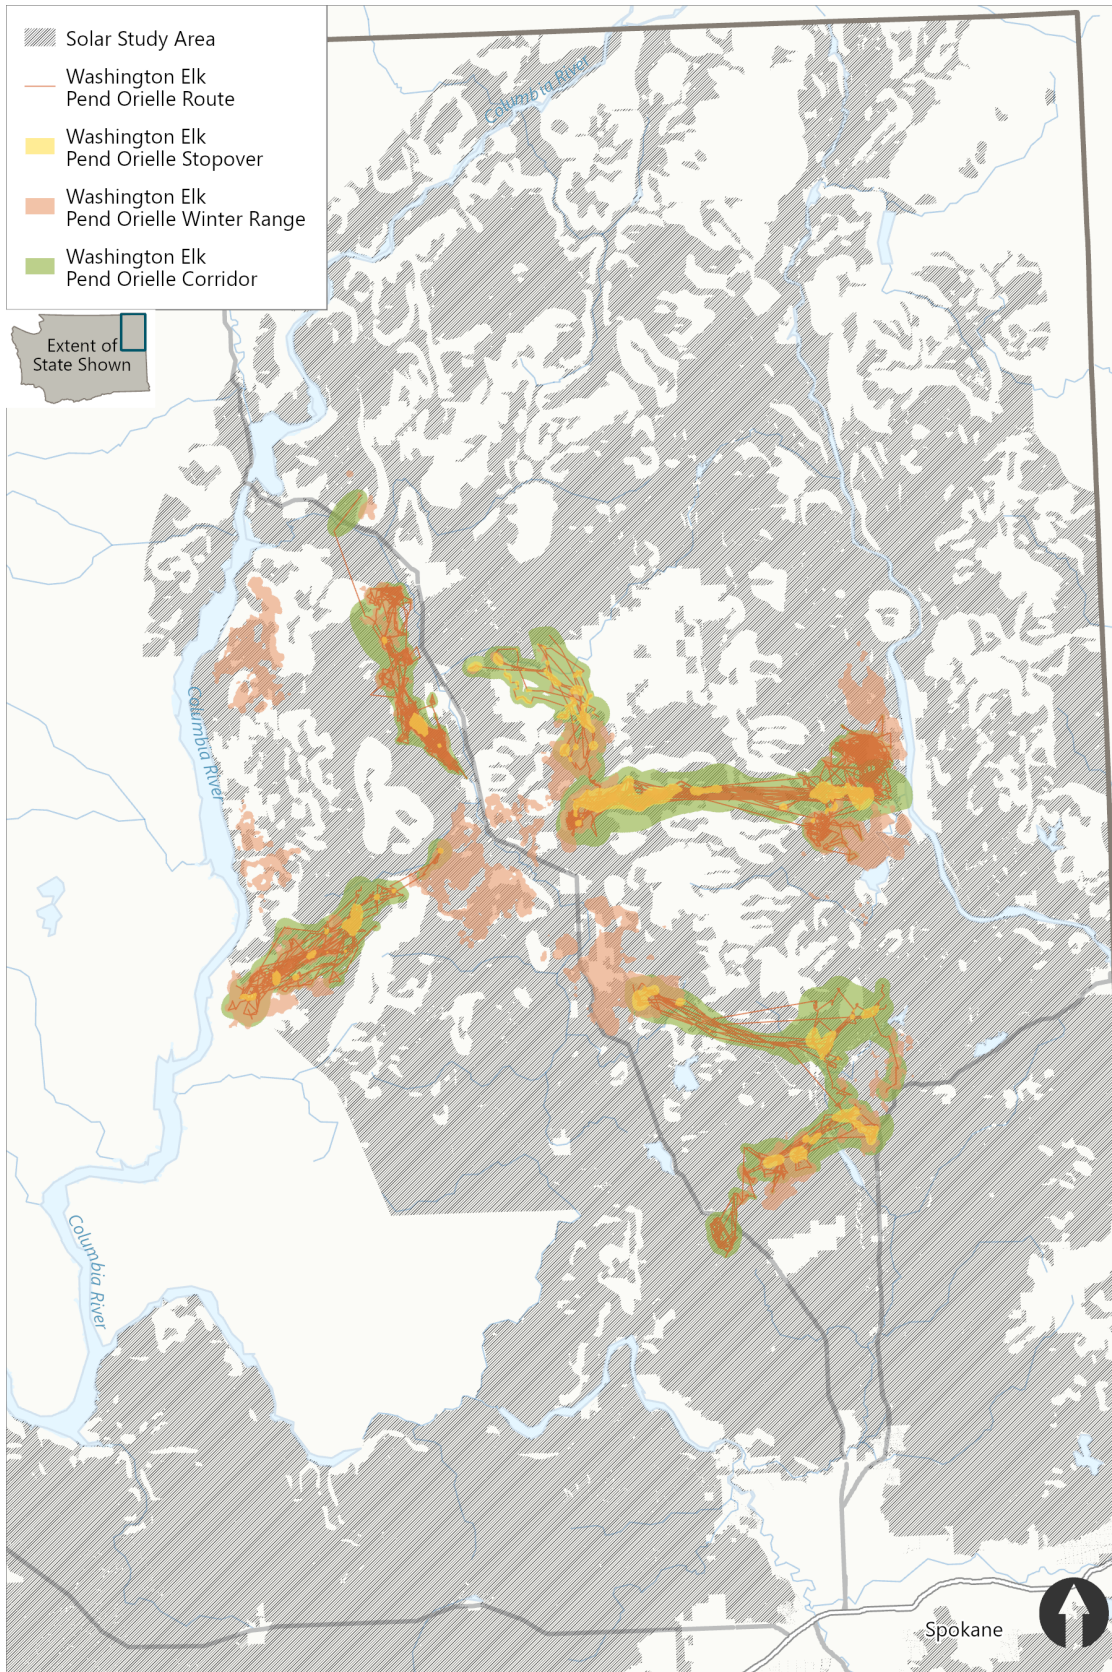 Solar Study Area
Washington Elk
Pend Orielle Route
Washington Elk
Pend Orielle Stopover
Washington Elk
Pend Orielle Winter Range
Washington Elk
Pend Orielle Corridor
Extent of
State Shown
Columbia River
Columbia River
Columbia River
Spokane